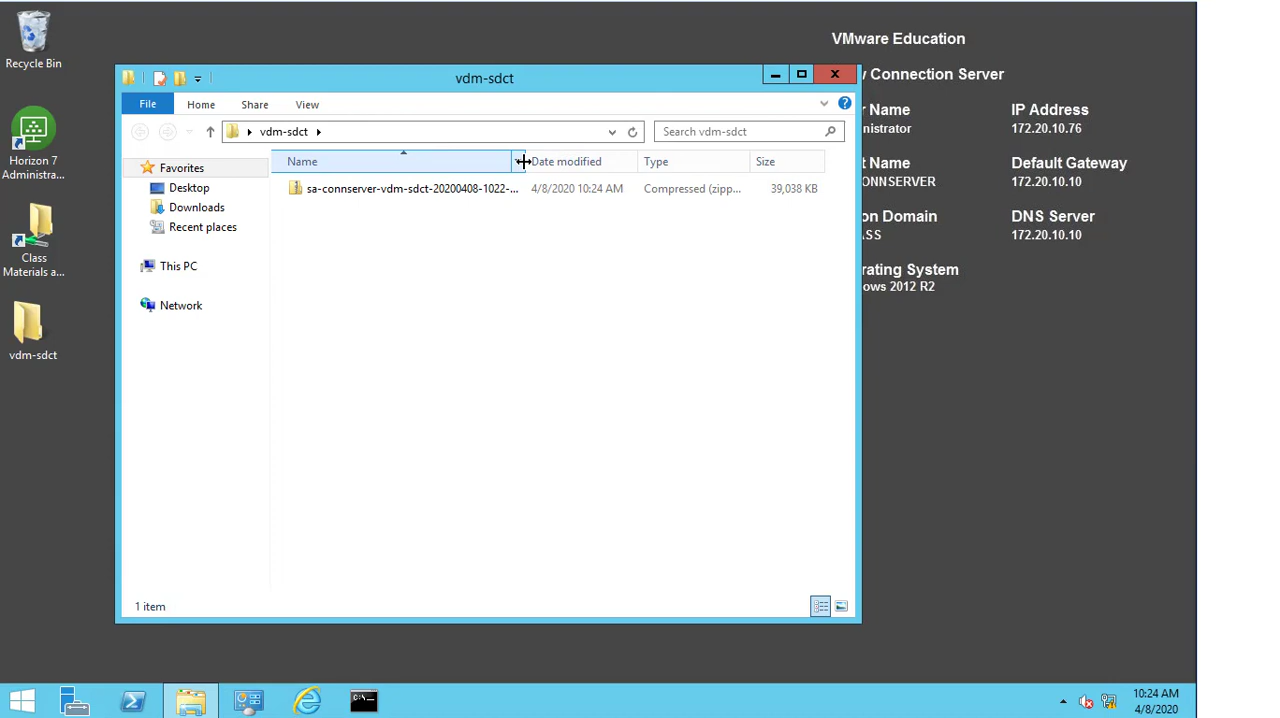 Recycle Bin
Horizon 7
Administra...
Class
Materials a...
vdm-sdct
VMware Education
y Connection Server
r Name
IP Address
inistrator
172.20.10.76
t Name
Default Gateway
ONNSERVER
172.20.10.10
on Domain
DNS Server
ASS
172.20.10.10
rating System
ows 2012 R2
vdm-sdct
File
Home
Share
View
vdm-sdct
Search vdm-sdct
Name
Date modified
Type
Size
Favorites
Desktop
Downloads
Recent places
This PC
Network
sa-connserver-vdm-sdct-20200408-1022-...
4/8/2020 10:24 AM
Compressed (zipp...
39,038 KB
1 item
10:24 AM
4/8/2020